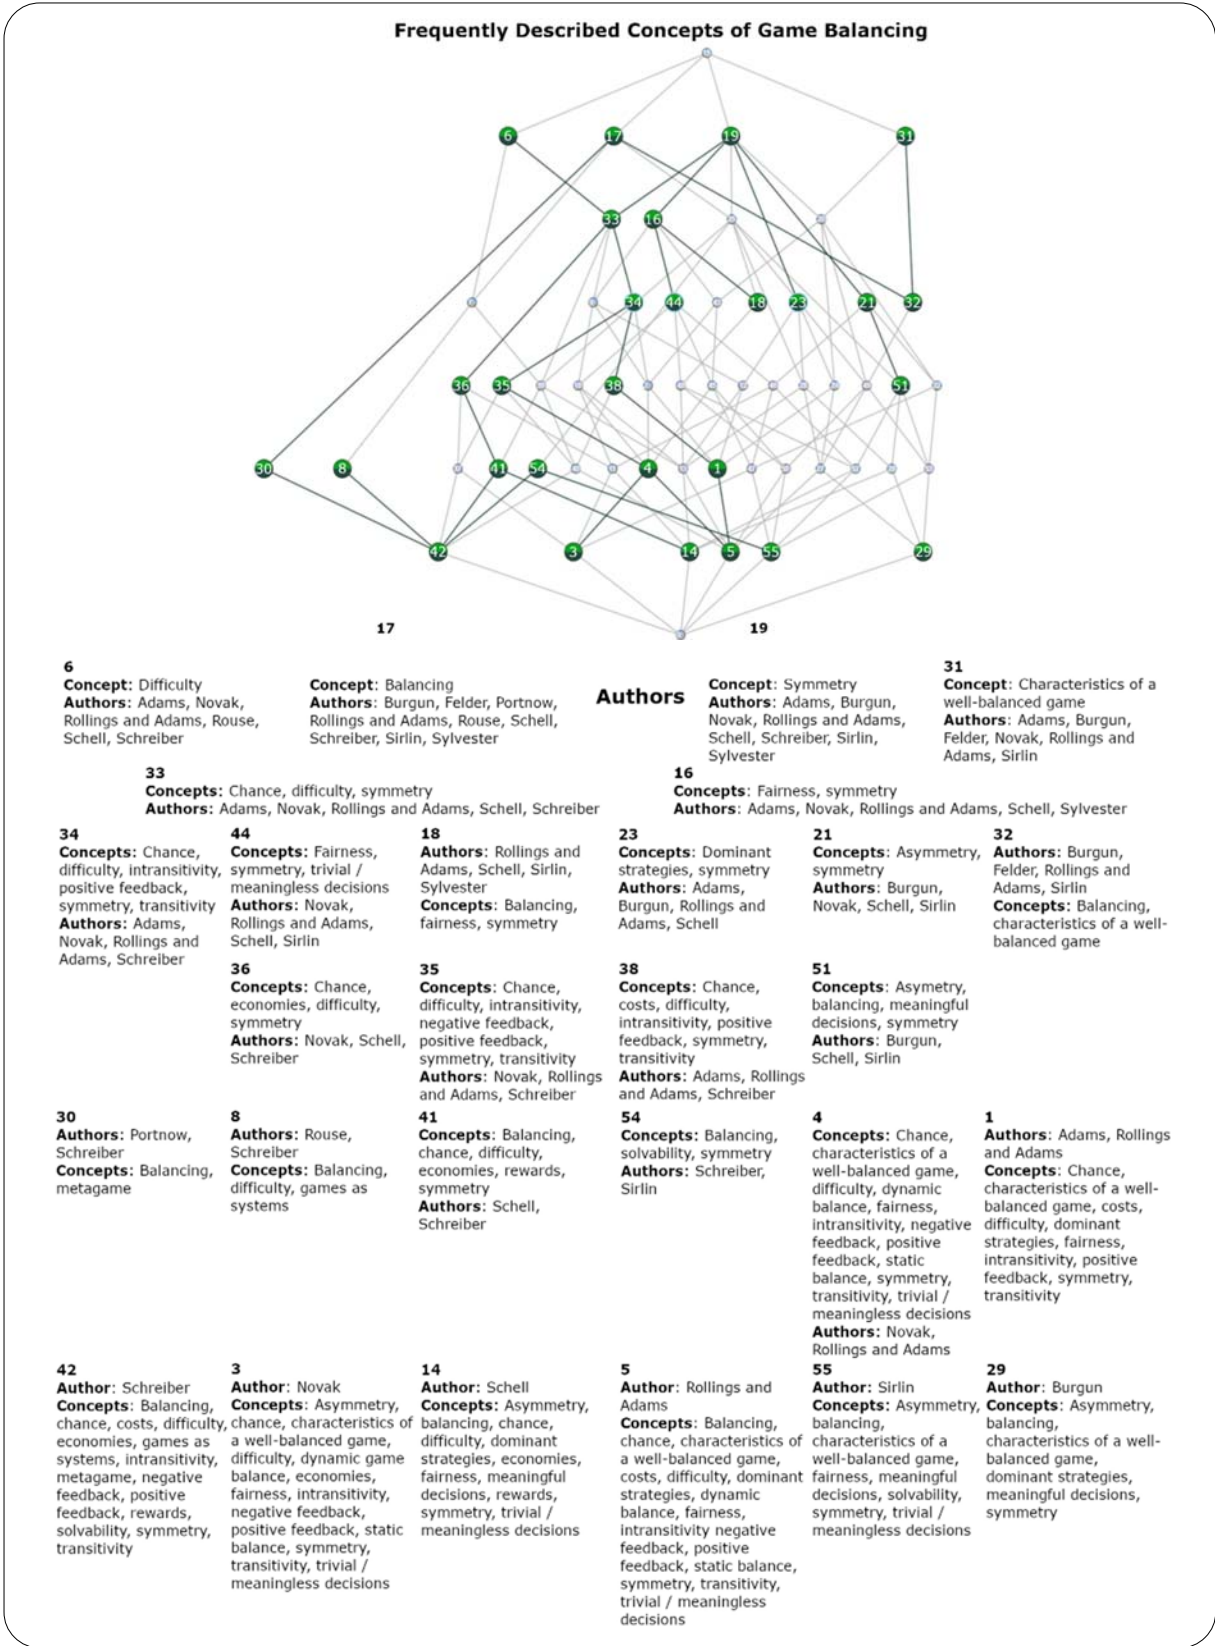 Frequently Described Concepts of Game Balancing
6
17
19
31
33
16
34
44
18
23
21
32
36
35
38
51
30
8
41
54
4
1
42
3
14
5
55
29
17
19
6
Concept: Difficulty
Authors: Adams, Novak,
Rollings and Adams, Rouse,
Schell, Schreiber
Concept: Balancing
Authors: Burgun, Felder, Portnow,
Rollings and Adams, Rouse, Schell,
Schreiber, Sirlin, Sylvester
Authors
Concept: Symmetry
Authors: Adams, Burgun,
Novak, Rollings and Adams,
Schell, Schreiber, Sirlin,
Sylvester
31
Concept: Characteristics of a
well-balanced game
Authors: Adams, Burgun,
Felder, Novak, Rollings and
Adams, Sirlin
33
Concepts: Chance, difficulty, symmetry
Authors: Adams, Novak, Rollings and Adams, Schell, Schreiber
16
Concepts: Fairness, symmetry
Authors: Adams, Novak, Rollings and Adams, Schell, Sylvester
34
Concepts: Chance,
difficulty, intransitivity,
positive feedback,
symmetry, transitivity
Authors: Adams,
Novak, Rollings and
Adams, Schreiber
44
Concepts: Fairness,
symmetry, trivial /
meaningless decisions
Authors: Novak,
Rollings and Adams,
Schell, Sirlin
18
Authors: Rollings and
Adams, Schell, Sirlin,
Sylvester
Concepts: Balancing,
fairness, symmetry
23
Concepts: Dominant
strategies, symmetry
Authors: Adams,
Burgun, Rollings and
Adams, Schell
21
Concepts: Asymmetry,
symmetry
Authors: Burgun,
Novak, Schell, Sirlin
32
Authors: Burgun,
Felder, Rollings and
Adams, Sirlin
Concepts: Balancing,
characteristics of a well-
balanced game
36
Concepts: Chance,
economies, difficulty,
symmetry
Authors: Novak, Schell,
Schreiber
35
Concepts: Chance,
difficulty, intransitivity,
negative feedback,
positive feedback,
symmetry, transitivity
Authors: Novak, Rollings
and Adams, Schreiber
38
Concepts: Chance,
costs, difficulty,
intransitivity, positive
feedback, symmetry,
transitivity
Authors: Adams, Rollings
and Adams, Schreiber
51
Concepts: Asymetry,
balancing, meaningful
decisions, symmetry
Authors: Burgun,
Schell, Sirlin
30
Authors: Portnow,
Schreiber
Concepts: Balancing,
metagame
8
Authors: Rouse,
Schreiber
Concepts: Balancing,
difficulty, games as
systems
41
Concepts: Balancing,
chance, difficulty,
economies, rewards,
symmetry
Authors: Schell,
Schreiber
54
Concepts: Balancing,
solvability, symmetry
Authors: Schreiber,
Sirlin
4
Concepts: Chance,
characteristics of a
well-balanced game,
difficulty, dynamic
balance, fairness,
intransitivity, negative
feedback, positive
feedback, static
balance, symmetry,
transitivity, trivial /
meaningless decisions
Authors: Novak,
Rollings and Adams
1
Authors: Adams, Rollings
and Adams
Concepts: Chance,
characteristics of a well-
balanced game, costs,
difficulty, dominant
strategies, fairness,
intransitivity, positive
feedback, symmetry,
transitivity
42
Author: Schreiber
Concepts: Balancing,
chance, costs, difficulty,
economies, games as
systems, intransitivity,
metagame, negative
feedback, positive
feedback, rewards,
solvability, symmetry,
transitivity
3
Author: Novak
Concepts: Asymmetry,
chance, characteristics of
a well-balanced game,
difficulty, dynamic game
balance, economies,
fairness, intransitivity,
negative feedback,
positive feedback, static
balance, symmetry,
transitivity, trivial /
meaningless decisions
14
Author: Schell
Concepts: Asymmetry,
balancing, chance,
difficulty, dominant
strategies, economies,
fairness, meaningful
decisions, rewards,
symmetry, trivial /
meaningless decisions
5
Author: Rollings and
Adams
Concepts: Balancing,
chance, characteristics of
a well-balanced game,
costs, difficulty, dominant
strategies, dynamic
balance, fairness,
intransitivity negative
feedback, positive
feedback, static balance,
symmetry, transitivity,
trivial / meaningless
decisions
55
Author: Sirlin
Concepts: Asymmetry,
balancing,
characteristics of a
well-balanced game,
fairness, meaningful
decisions, solvability,
symmetry, trivial /
meaningless decisions
29
Author: Burgun
Concepts: Asymmetry,
balancing,
characteristics of a well-
balanced game,
dominant strategies,
meaningful decisions,
symmetry